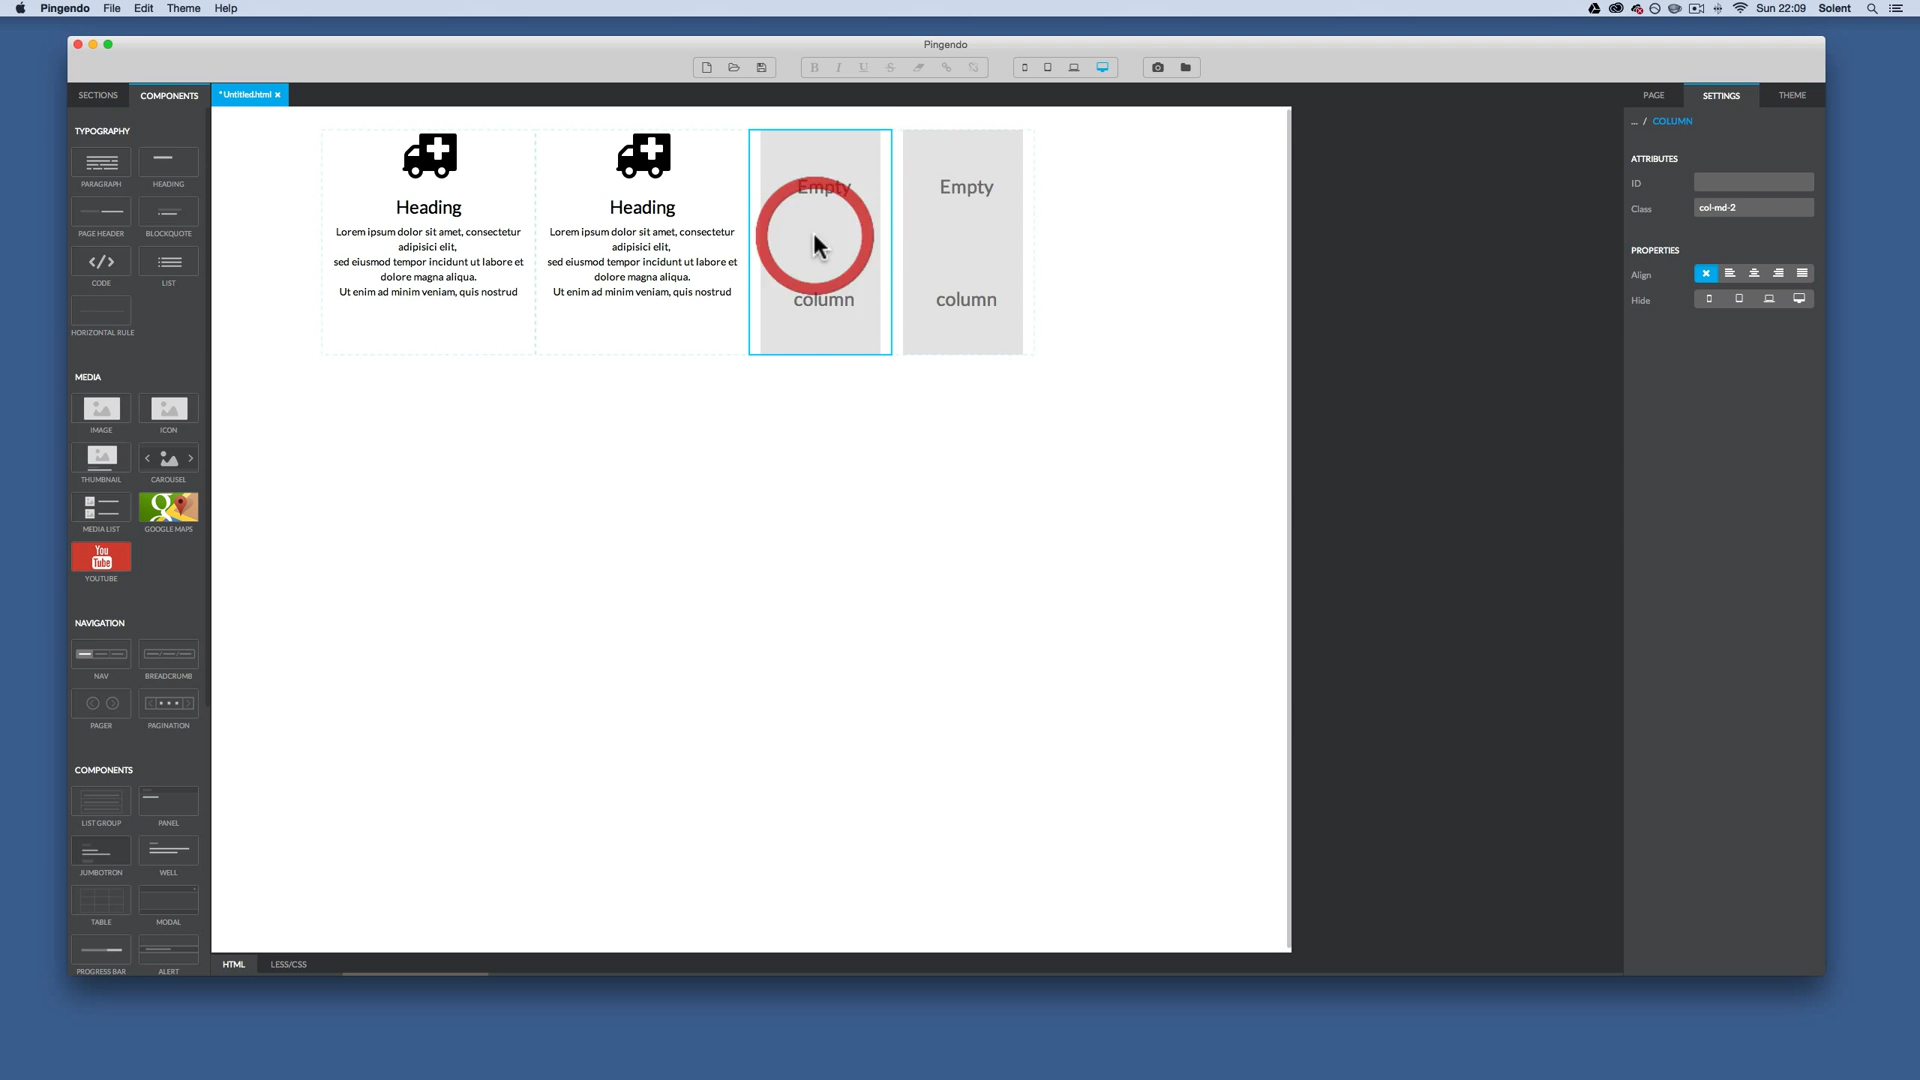 Pingendo File Edit Theme Help
Sun 22:09 Solent
Pingendo
B I U S
SECTIONS COMPONENTS
* Untitled.html ×
PAGE SETTINGS THEME
... / COLUMN
TYPOGRAPHY
PARAGRAPH HEADING
PAGE HEADER BLOCKQUOTE
CODE LIST
HORIZONTAL RULE
MEDIA
IMAGE ICON
THUMBNAIL CAROUSEL
MEDIA LIST GOOGLE MAPS
You
Tube
YOUTUBE
NAVIGATION
NAV BREADCRUMB
PAGER PAGINATION
COMPONENTS
LIST GROUP PANEL
JUMBOTRON WELL
TABLE MODAL
PROGRESS BAR ALERT
Heading
Lorem ipsum dolor sit amet, consectetur
adipisici elit,
sed eiusmod tempor incidunt ut labore et
dolore magna aliqua.
Ut enim ad minim veniam, quis nostrud
Heading
Lorem ipsum dolor sit amet, consectetur
adipisici elit,
sed eiusmod tempor incidunt ut labore et
dolore magna aliqua.
Ut enim ad minim veniam, quis nostrud
Empty
column
Empty
column
ATTRIBUTES
ID
Class col-md-2
PROPERTIES
Align
Hide
HTML LESS/CSS